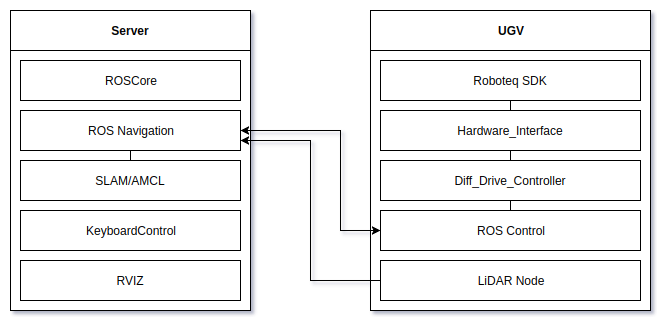 Server
ROSCore
ROS Navigation
SLAM/AMCL
KeyboardControl
RVIZ
UGV
Roboteq SDK
Hardware_Interface
Diff_Drive_Controller
ROS Control
LiDAR Node